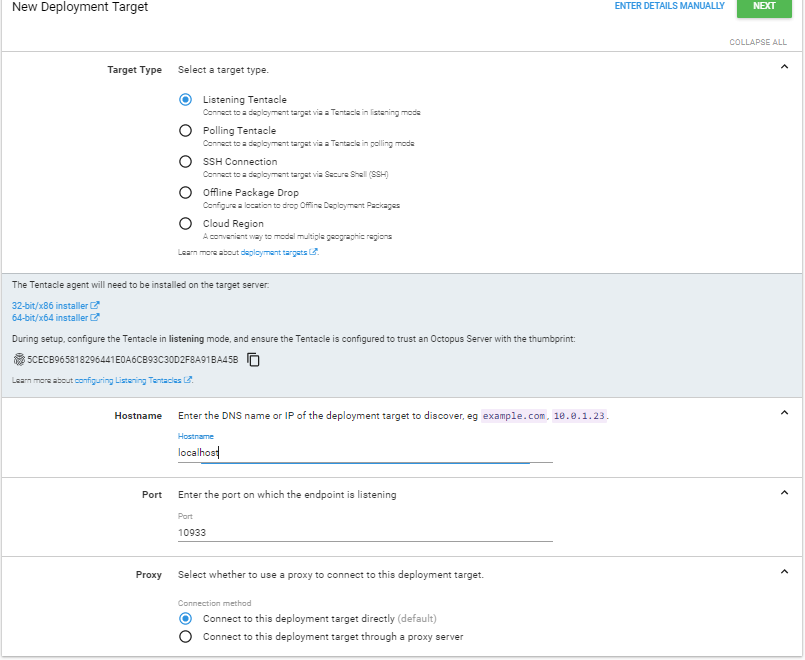 New Deployment Target
ENTER DETAILS MANUALLY
NEXT
COLLAPSE ALL
Target Type Select a target type.
Listening Tentacle
Connect to a deployment target via a Tentacle in listening mode
Polling Tentacle
Connect to a deployment target via a Tentacle in polling mode
SSH Connection
Connect to a deployment target via Secure Shell (SSH)
Offline Package Drop
Configure a location to drop Offline Deployment Packages
Cloud Region
A convenient way to model multiple geographic regions
Learn more about deployment targets.
The Tentacle agent will need to be installed on the target server:
32-bit/x86 installer
64-bit/x64 installer
During setup, configure the Tentacle in listening mode, and ensure the Tentacle is configured to trust an Octopus Server with the thumbprint:
5CECB965818296441E0A6CB93C30D2F8A91BA45B
Learn more about configuring Listening Tentacles.
Hostname Enter the DNS name or IP of the deployment target to discover, eg example.com, 10.0.1.23.
Hostname
localhost
Port Enter the port on which the endpoint is listening
Port
10933
Proxy Select whether to use a proxy to connect to this deployment target.
Connection method
Connect to this deployment target directly (default)
Connect to this deployment target through a proxy server